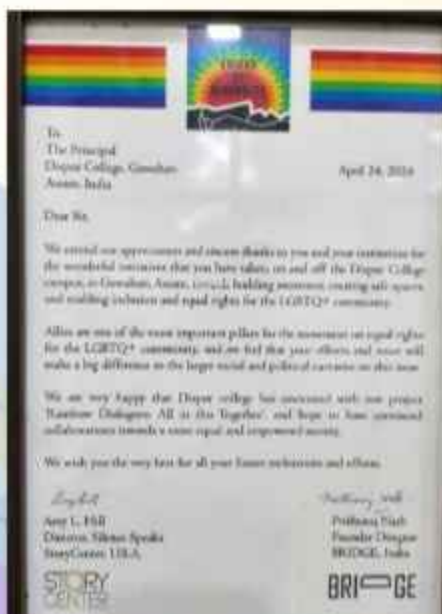 To
The Principal
Dispur College, Guwahati
Assam, India
April 24, 2024
Dear Sir,
We extend our appreciation and sincere thanks to you and your institution for
the wonderful initiatives that you have taken on and off the Dispur College
campus, in Guwahati, Assam, towards building awareness, creating safe spaces
and enabling inclusion and equal rights for the LGBTQ+ community.
Allies are one of the most important pillars for the movement on equal rights
for the LGBTQ+ community, and we feel that your efforts and voice will
make a big difference to the larger social and political narrative on this issue.
We are very happy that Dispur college has associated with our project
'Rainbow Dialogues: All in this Together', and hope to have continued
collaborations towards a more equal and empowered society.
We wish you the very best for all your future endeavors and efforts.
Amy L. Hill
Director, Silence Speaks
StoryCenter, USA
Prithviraj Nath
Founder Director
BRIDGE, India
STORY
CENTER
BRIDGE